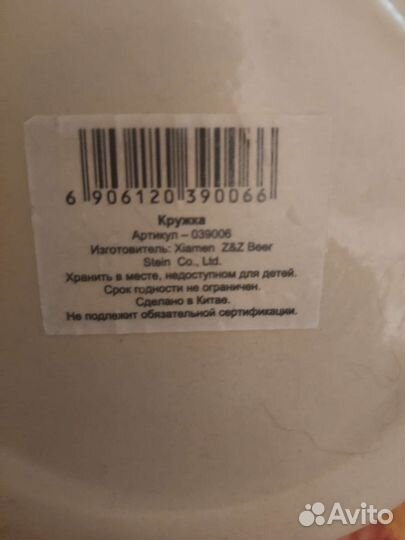 6 906120 390066
Кружка
Артикул – 039006
Изготовитель: Xiamen Z&Z Beer
Stein Co., Ltd.
Хранить в месте, недоступном для детей.
Срок годности не ограничен.
Сделано в Китае.
Не подлежит обязательной сертификации.
Avito